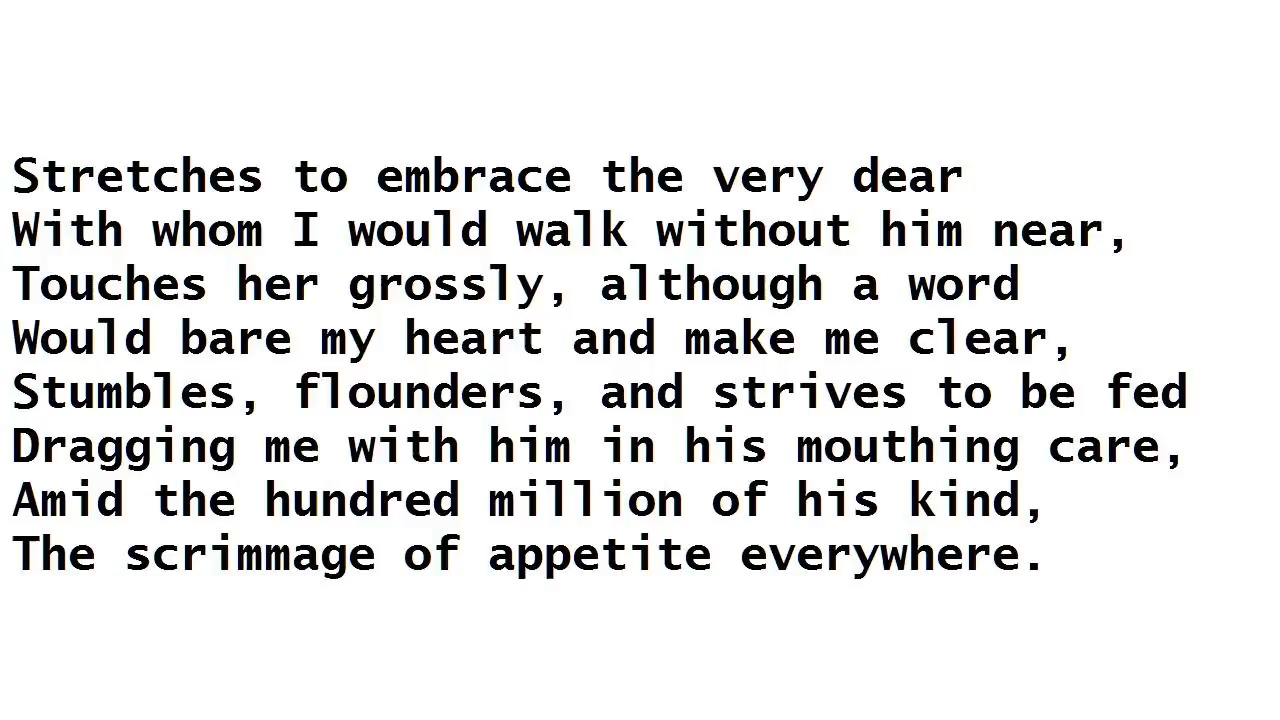 Stretches to embrace the very dear
With whom I would walk without him near,
Touches her grossly, although a word
Would bare my heart and make me clear,
Stumbles, flounders, and strives to be fed
Dragging me with him in his mouthing care,
Amid the hundred million of his kind,
The scrimmage of appetite everywhere.